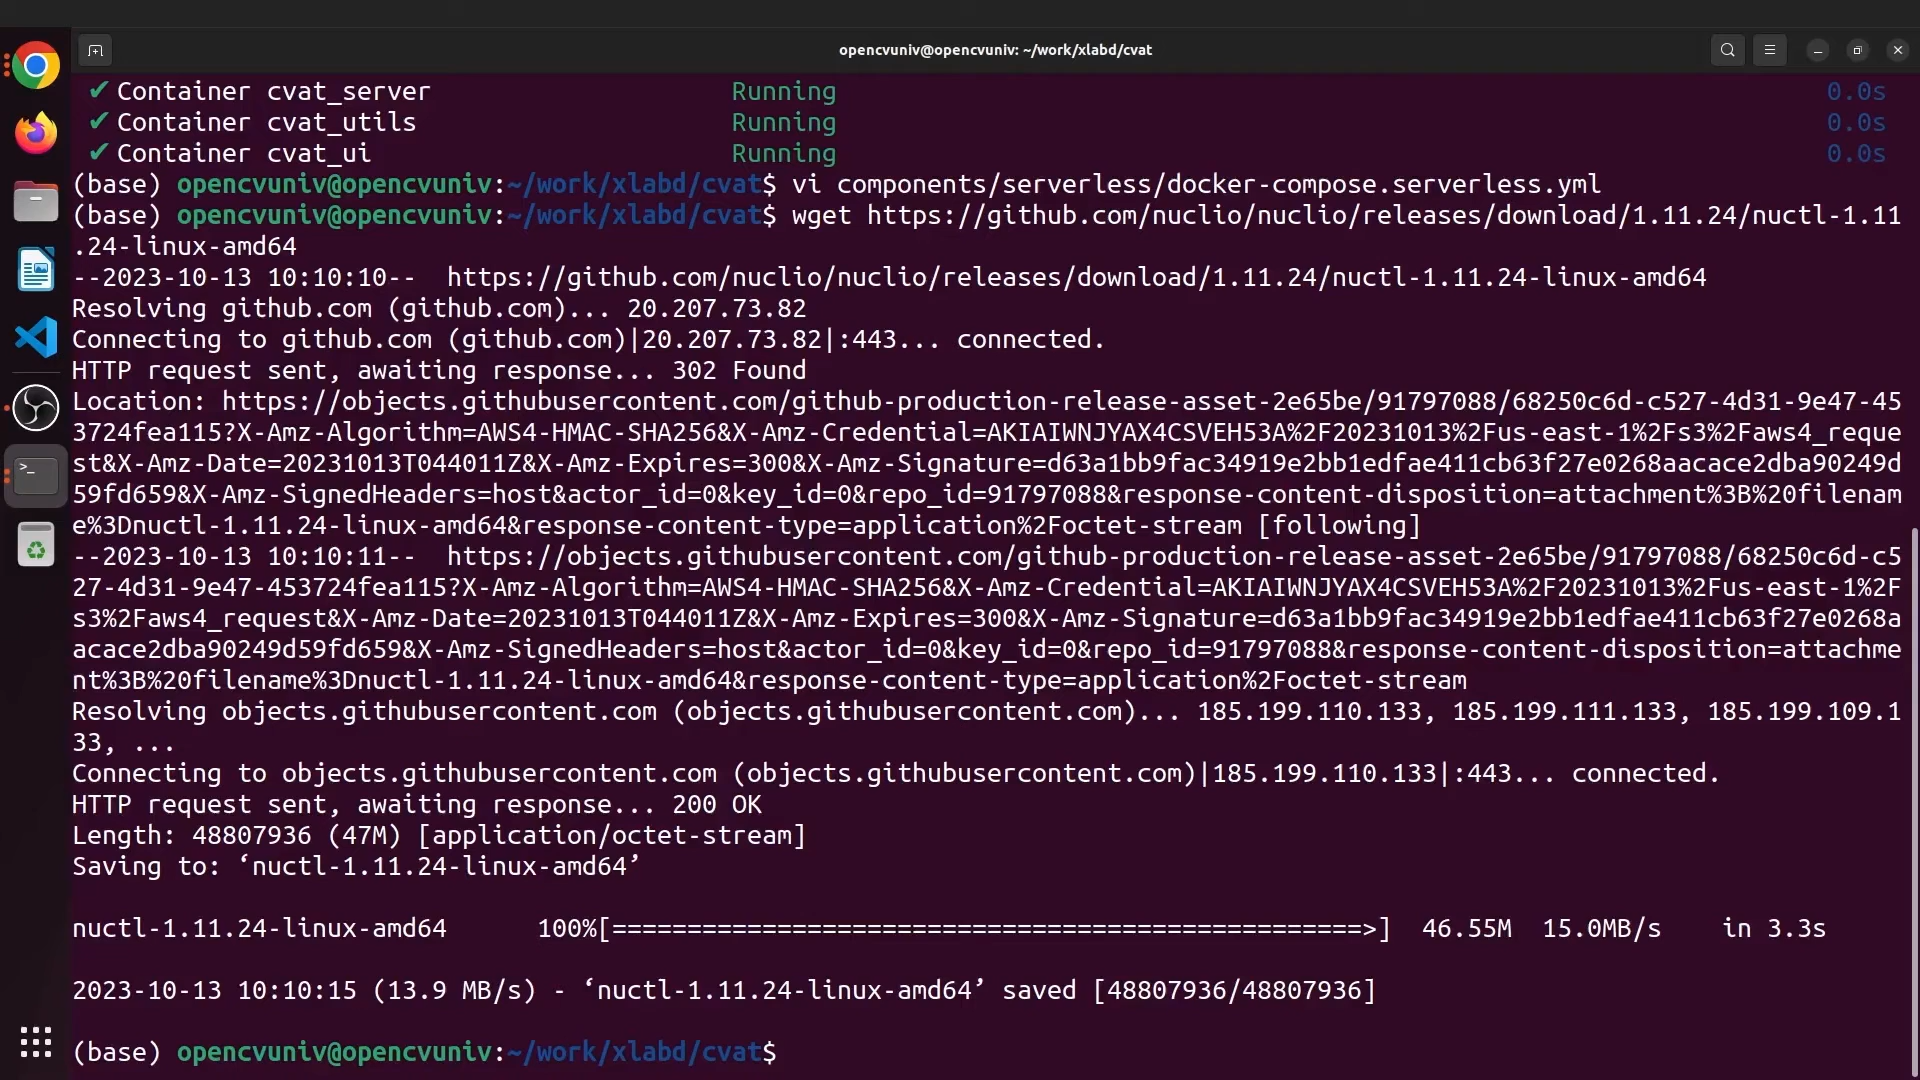 opencvuniv@opencvuniv: ~/work/xlabd/cvat
✔ Container cvat_server Running 0.0s
✔ Container cvat_utils Running 0.0s
✔ Container cvat_ui Running 0.0s
(base) opencvuniv@opencvuniv:~/work/xlabd/cvat$ vi components/serverless/docker-compose.serverless.yml
(base) opencvuniv@opencvuniv:~/work/xlabd/cvat$ wget https://github.com/nuclio/nuclio/releases/download/1.11.24/nuctl-1.11
.24-linux-amd64
--2023-10-13 10:10:10--  https://github.com/nuclio/nuclio/releases/download/1.11.24/nuctl-1.11.24-linux-amd64
Resolving github.com (github.com)... 20.207.73.82
Connecting to github.com (github.com)|20.207.73.82|:443... connected.
HTTP request sent, awaiting response... 302 Found
Location: https://objects.githubusercontent.com/github-production-release-asset-2e65be/91797088/68250c6d-c527-4d31-9e47-45
3724fea115?X-Amz-Algorithm=AWS4-HMAC-SHA256&X-Amz-Credential=AKIAIWNJYAX4CSVEH53A%2F20231013%2Fus-east-1%2Fs3%2Faws4_reque
st&X-Amz-Date=20231013T044011Z&X-Amz-Expires=300&X-Amz-Signature=d63a1bb9fac34919e2bb1edfae411cb63f27e0268aacace2dba90249d
59fd659&X-Amz-SignedHeaders=host&actor_id=0&key_id=0&repo_id=91797088&response-content-disposition=attachment%3B%20filenam
e%3Dnuctl-1.11.24-linux-amd64&response-content-type=application%2Foctet-stream [following]
--2023-10-13 10:10:11--  https://objects.githubusercontent.com/github-production-release-asset-2e65be/91797088/68250c6d-c5
27-4d31-9e47-453724fea115?X-Amz-Algorithm=AWS4-HMAC-SHA256&X-Amz-Credential=AKIAIWNJYAX4CSVEH53A%2F20231013%2Fus-east-1%2F
s3%2Faws4_request&X-Amz-Date=20231013T044011Z&X-Amz-Expires=300&X-Amz-Signature=d63a1bb9fac34919e2bb1edfae411cb63f27e0268a
acace2dba90249d59fd659&X-Amz-SignedHeaders=host&actor_id=0&key_id=0&repo_id=91797088&response-content-disposition=attachme
nt%3B%20filename%3Dnuctl-1.11.24-linux-amd64&response-content-type=application%2Foctet-stream
Resolving objects.githubusercontent.com (objects.githubusercontent.com)... 185.199.110.133, 185.199.111.133, 185.199.109.1
33, ...
Connecting to objects.githubusercontent.com (objects.githubusercontent.com)|185.199.110.133|:443... connected.
HTTP request sent, awaiting response... 200 OK
Length: 48807936 (47M) [application/octet-stream]
Saving to: ‘nuctl-1.11.24-linux-amd64’
nuctl-1.11.24-linux-amd64 100%[==================================================>] 46.55M 15.0MB/s in 3.3s
2023-10-13 10:10:15 (13.9 MB/s) - ‘nuctl-1.11.24-linux-amd64’ saved [48807936/48807936]
(base) opencvuniv@opencvuniv:~/work/xlabd/cvat$